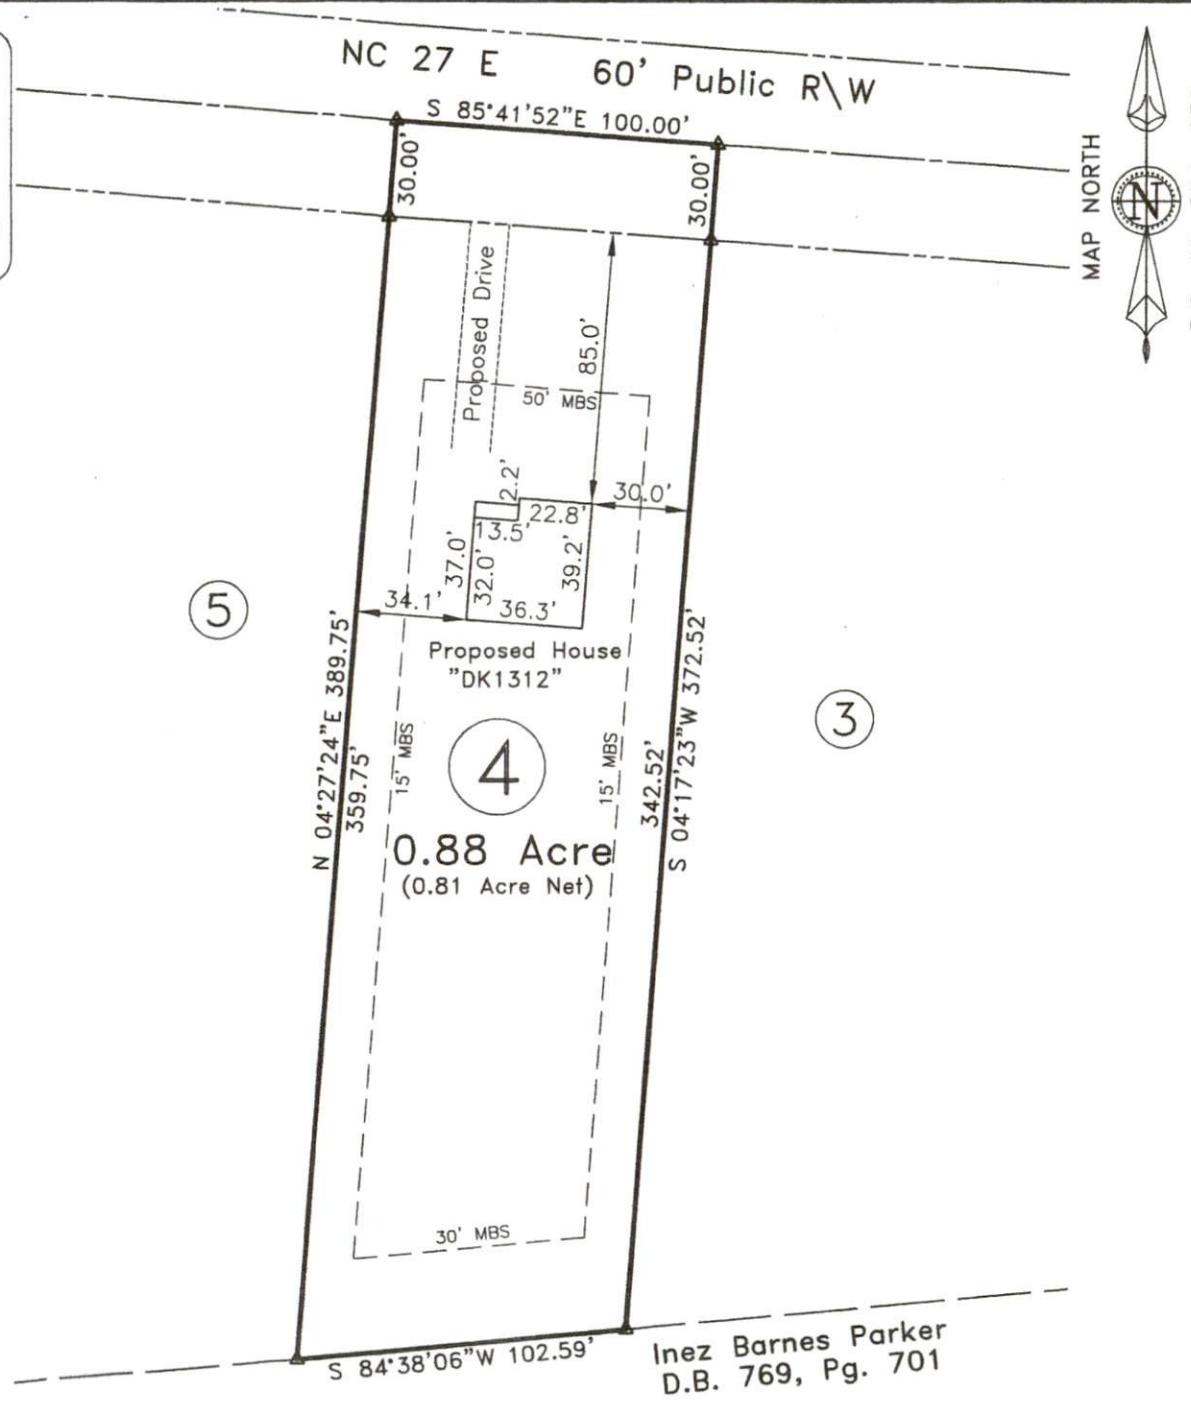 NC 27 E 60' Public R\W
S 85°41'52"E 100.00'
30.00'
30.00'
MAP NORTH
N
Proposed Drive
85.0'
50' MBS
2.2'
30.0'
22.8'
13.5'
37.0'
32.0'
39.2'
34.1'
36.3'
Proposed House
"DK1312"
5
3
4
N 04°27'24"E 389.75'
359.75'
15' MBS
15' MBS
342.52'
S 04°17'23"W 372.52'
0.88 Acre
(0.81 Acre Net)
30' MBS
S 84°38'06"W 102.59'
Inez Barnes Parker
D.B. 769, Pg. 701